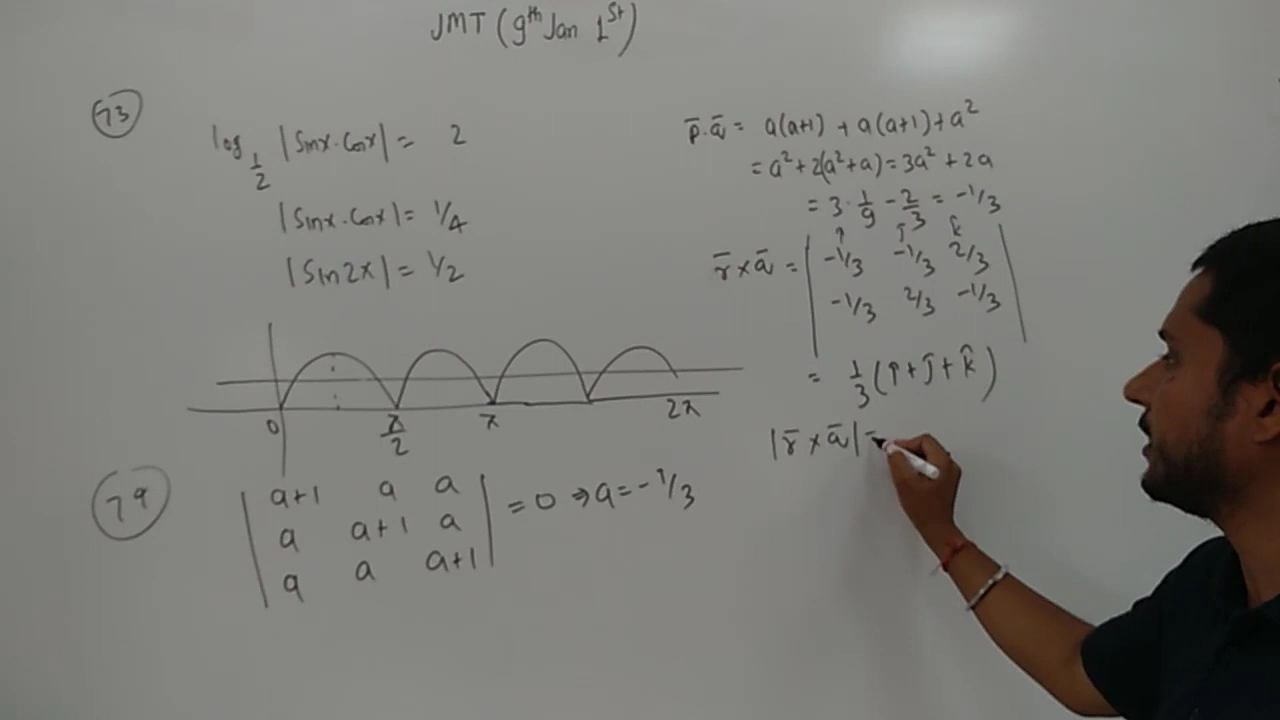 JMT (9th Jan 1st)
73
log 1/2 |Sinx.Cosx| = 2
|Sinx.Cosx| = 1/4
|Sin2x| = 1/2
0 π/2 π 2π
79
| a+1 a a |
| a a+1 a | = 0 ⇒ a = -1/3
| a a a+1 |
p̄.q̄ = a(a+1) + a(a+1) + a²
= a² + 2(a²+a) = 3a² + 2a
= 3·1/9 - 2/3 = -1/3
î ĵ k̂
r̄ × q̄ = | -1/3 -1/3 2/3 |
| -1/3 2/3 -1/3 |
= 1/3 (î + ĵ + k̂)
|r̄ × q̄| =